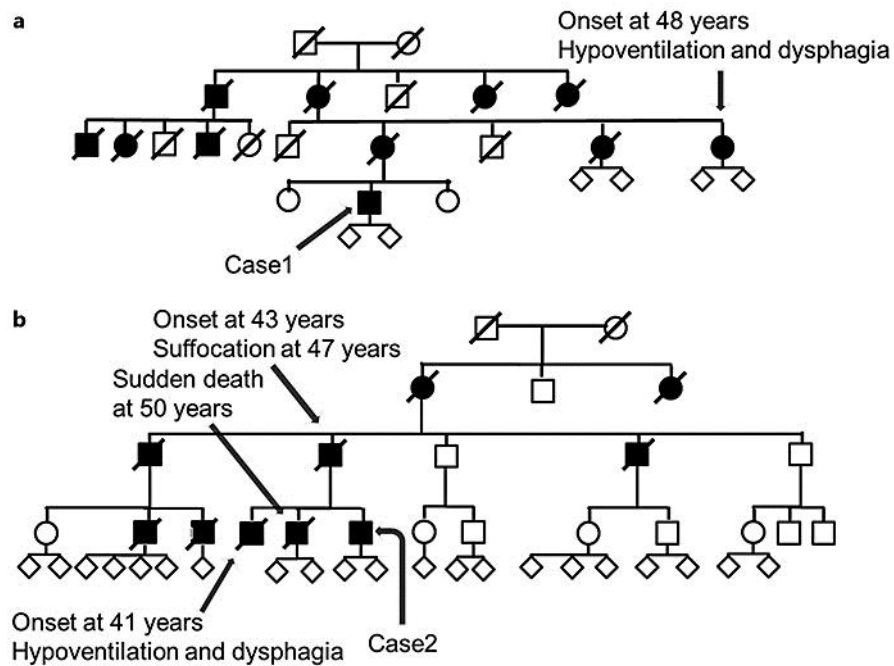 a
Onset at 48 years
Hypoventilation and dysphagia
Case1
b
Onset at 43 years
Suffocation at 47 years
Sudden death
at 50 years
Onset at 41 years
Hypoventilation and dysphagia
Case2